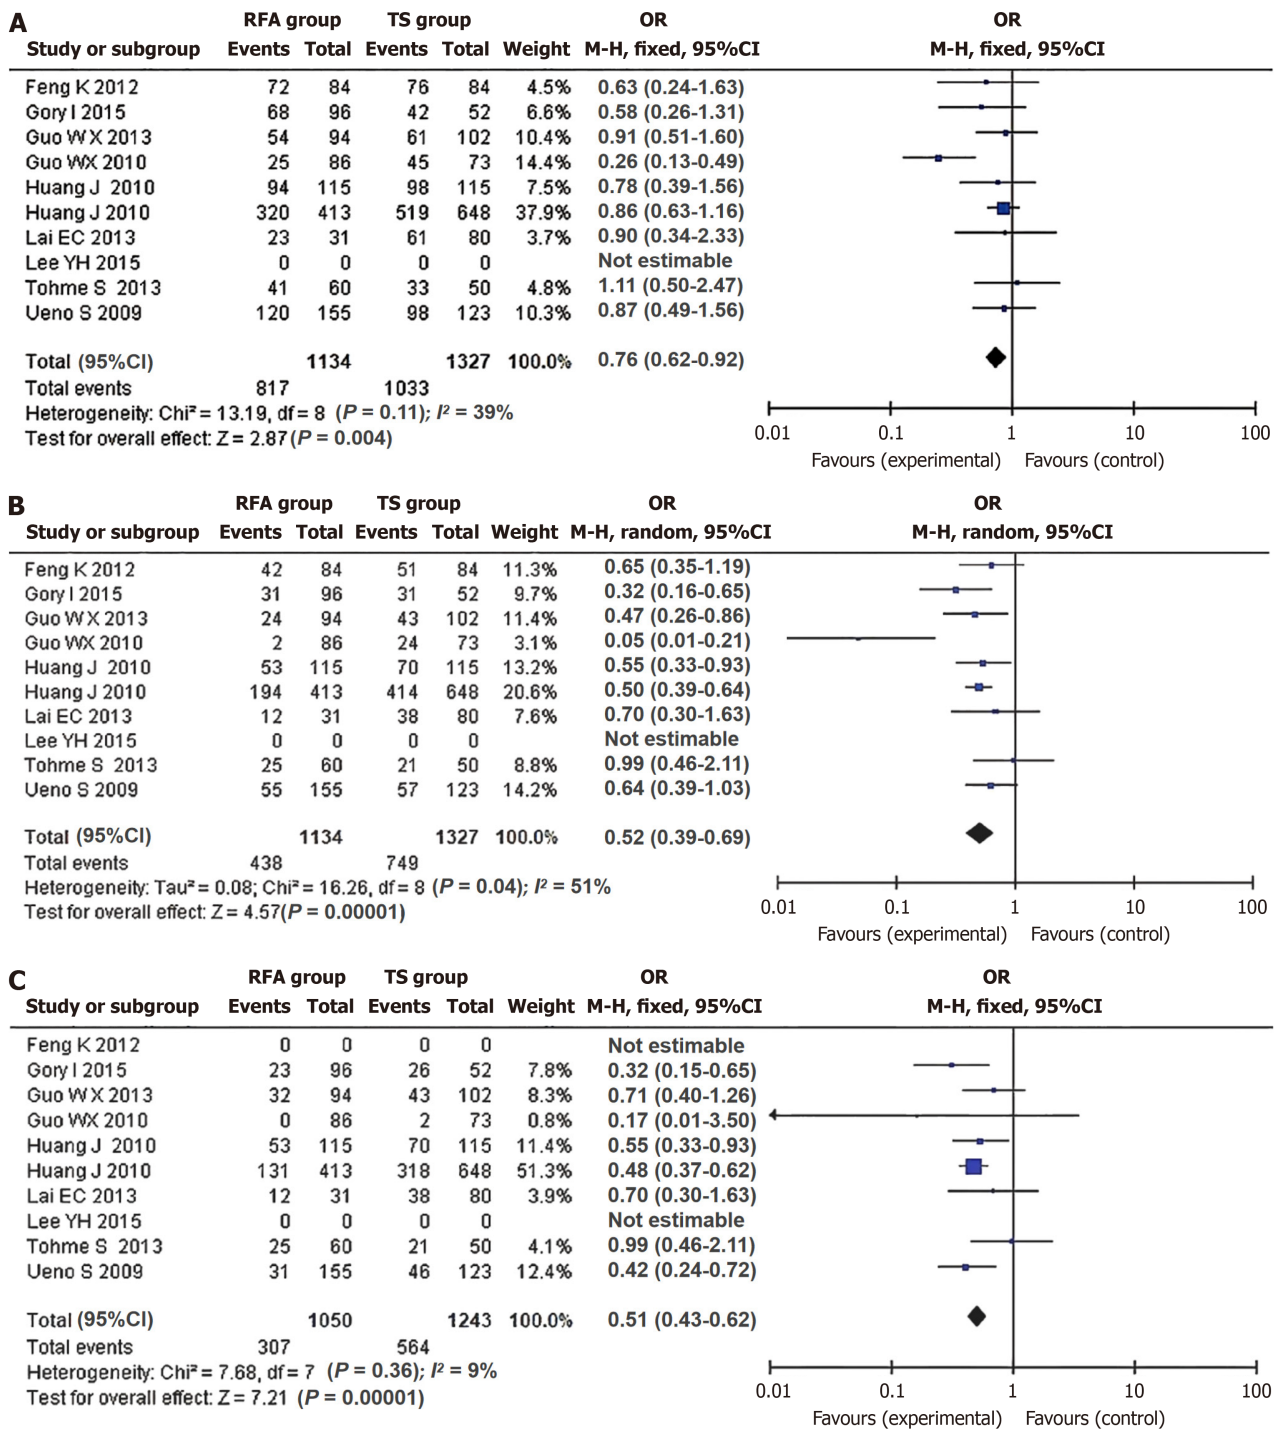 A
RFA group TS group OR OR
Study or subgroup Events Total Events Total Weight M-H, fixed, 95%CI M-H, fixed, 95%CI
Feng K 2012 72 84 76 84 4.5% 0.63 (0.24-1.63)
Gory I 2015 68 96 42 52 6.6% 0.58 (0.26-1.31)
Guo W X 2013 54 94 61 102 10.4% 0.91 (0.51-1.60)
Guo WX 2010 25 86 45 73 14.4% 0.26 (0.13-0.49)
Huang J 2010 94 115 98 115 7.5% 0.78 (0.39-1.56)
Huang J 2010 320 413 519 648 37.9% 0.86 (0.63-1.16)
Lai EC 2013 23 31 61 80 3.7% 0.90 (0.34-2.33)
Lee YH 2015 0 0 0 0 Not estimable
Tohme S 2013 41 60 33 50 4.8% 1.11 (0.50-2.47)
Ueno S 2009 120 155 98 123 10.3% 0.87 (0.49-1.56)
Total (95%CI) 1134 1327 100.0% 0.76 (0.62-0.92)
Total events 817 1033
Heterogeneity: Chi² = 13.19, df = 8 (P = 0.11); I² = 39%
Test for overall effect: Z = 2.87 (P = 0.004)
0.01 0.1 1 10 100
Favours (experimental) Favours (control)
B
RFA group TS group OR OR
Study or subgroup Events Total Events Total Weight M-H, random, 95%CI M-H, random, 95%CI
Feng K 2012 42 84 51 84 11.3% 0.65 (0.35-1.19)
Gory I 2015 31 96 31 52 9.7% 0.32 (0.16-0.65)
Guo W X 2013 24 94 43 102 11.4% 0.47 (0.26-0.86)
Guo WX 2010 2 86 24 73 3.1% 0.05 (0.01-0.21)
Huang J 2010 53 115 70 115 13.2% 0.55 (0.33-0.93)
Huang J 2010 194 413 414 648 20.6% 0.50 (0.39-0.64)
Lai EC 2013 12 31 38 80 7.6% 0.70 (0.30-1.63)
Lee YH 2015 0 0 0 0 Not estimable
Tohme S 2013 25 60 21 50 8.8% 0.99 (0.46-2.11)
Ueno S 2009 55 155 57 123 14.2% 0.64 (0.39-1.03)
Total (95%CI) 1134 1327 100.0% 0.52 (0.39-0.69)
Total events 438 749
Heterogeneity: Tau² = 0.08; Chi² = 16.26, df = 8 (P = 0.04); I² = 51%
Test for overall effect: Z = 4.57(P = 0.00001)
0.01 0.1 1 10 100
Favours (experimental) Favours (control)
C
RFA group TS group OR OR
Study or subgroup Events Total Events Total Weight M-H, fixed, 95%CI M-H, fixed, 95%CI
Feng K 2012 0 0 0 0 Not estimable
Gory I 2015 23 96 26 52 7.8% 0.32 (0.15-0.65)
Guo W X 2013 32 94 43 102 8.3% 0.71 (0.40-1.26)
Guo WX 2010 0 86 2 73 0.8% 0.17 (0.01-3.50)
Huang J 2010 53 115 70 115 11.4% 0.55 (0.33-0.93)
Huang J 2010 131 413 318 648 51.3% 0.48 (0.37-0.62)
Lai EC 2013 12 31 38 80 3.9% 0.70 (0.30-1.63)
Lee YH 2015 0 0 0 0 Not estimable
Tohme S 2013 25 60 21 50 4.1% 0.99 (0.46-2.11)
Ueno S 2009 31 155 46 123 12.4% 0.42 (0.24-0.72)
Total (95%CI) 1050 1243 100.0% 0.51 (0.43-0.62)
Total events 307 564
Heterogeneity: Chi² = 7.68, df = 7 (P = 0.36); I² = 9%
Test for overall effect: Z = 7.21 (P = 0.00001)
0.01 0.1 1 10 100
Favours (experimental) Favours (control)